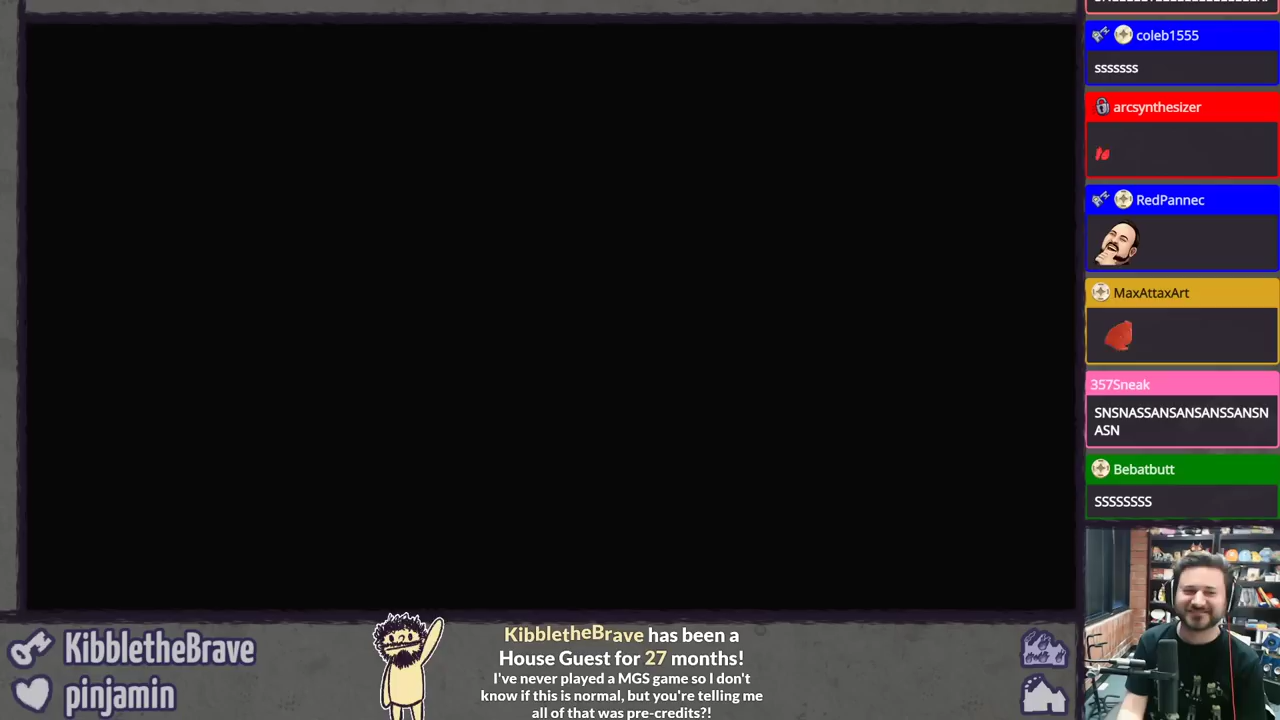 coleb1555
sssssss
arcsynthesizer
RedPannec
MaxAttaxArt
357Sneak
SNSNASSANSANSANSSANSN
ASN
Bebatbutt
SSSSSSSS
KibbletheBrave
pinjamin
KibbletheBrave has been a
House Guest for 27 months!
I've never played a MGS game so I don't
know if this is normal, but you're telling me
all of that was pre-credits?!